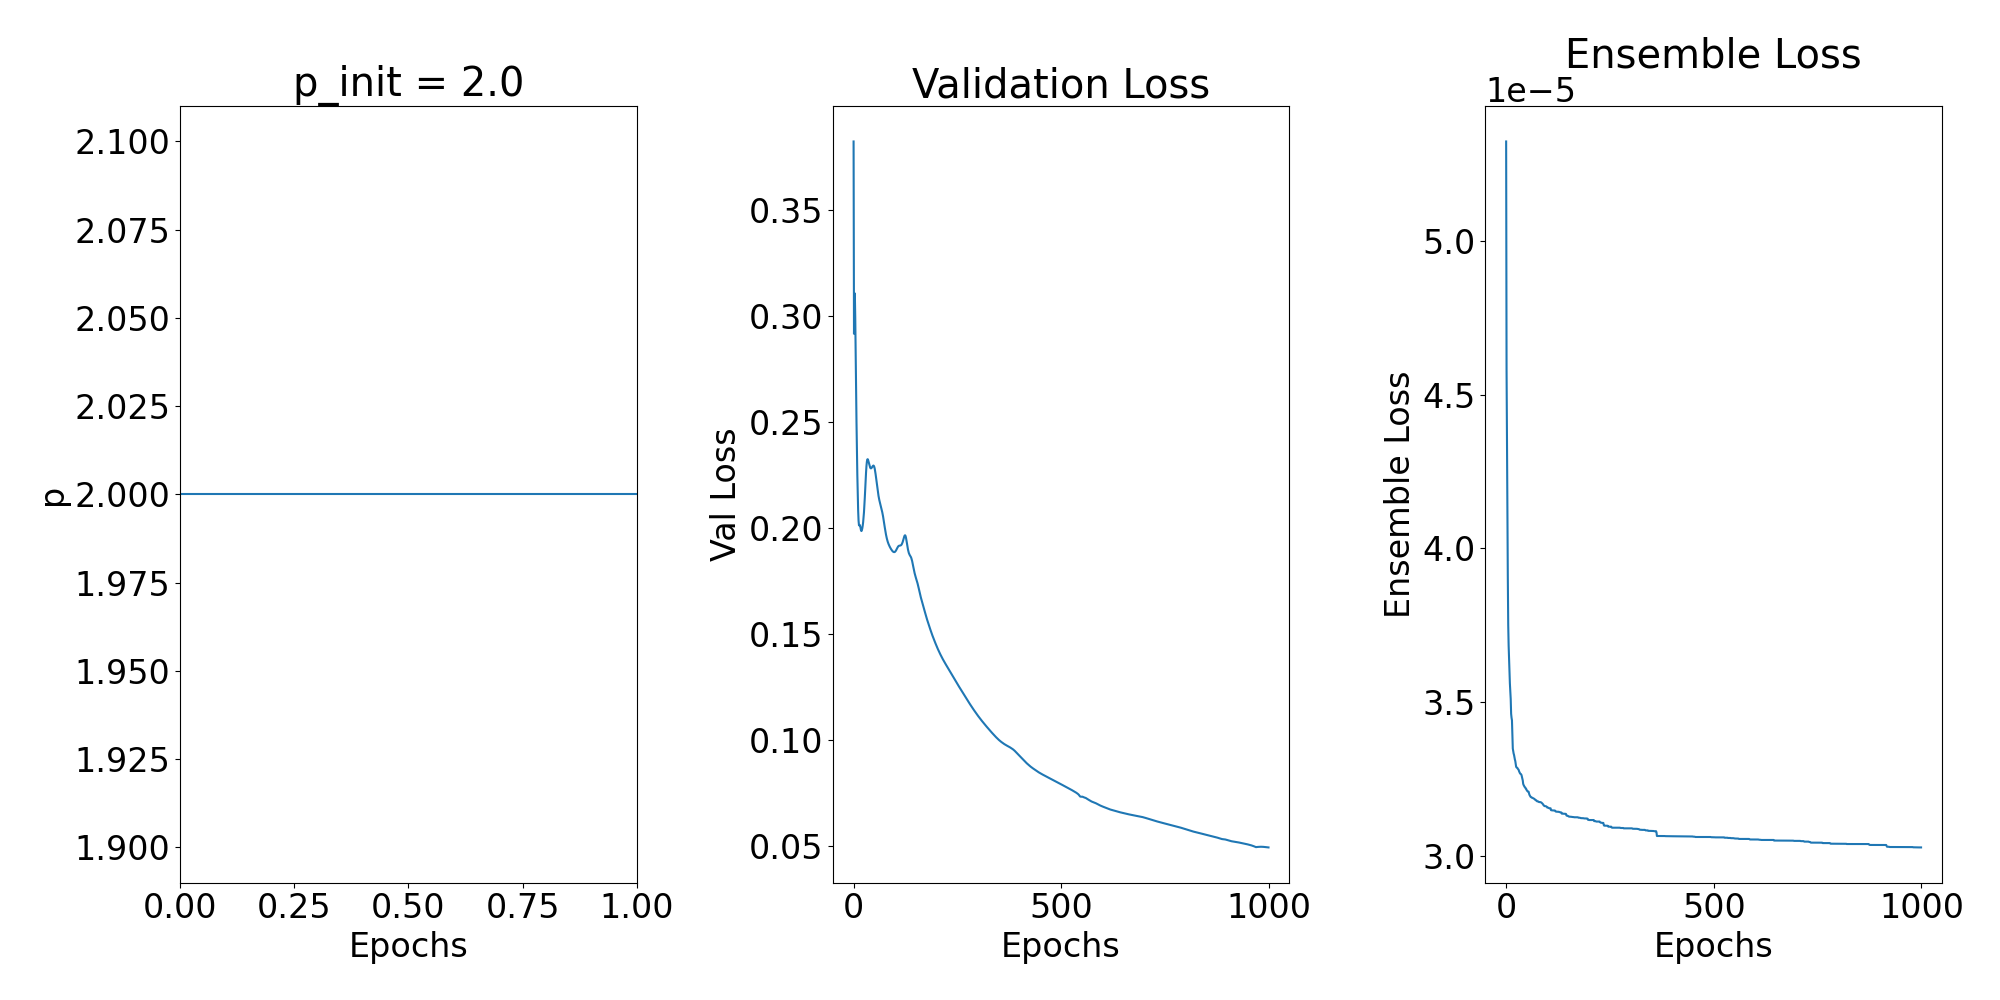 p_init = 2.0
2.100
2.075
2.050
2.025
2.000
1.975
1.950
1.925
1.900
p
0.00 0.25 0.50 0.75 1.00
Epochs
Validation Loss
0.35
0.30
0.25
0.20
0.15
0.10
0.05
Val Loss
0 500 1000
Epochs
Ensemble Loss
1e−5
5.0
4.5
4.0
3.5
3.0
Ensemble Loss
0 500 1000
Epochs